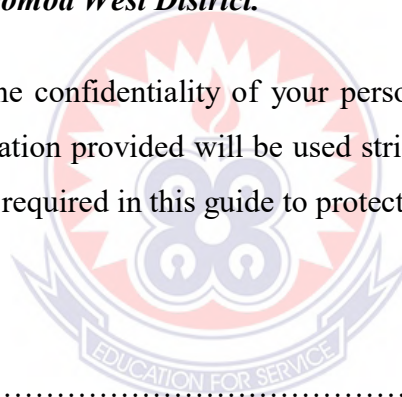 omoa West District.
he confidentiality of your perso
ation provided will be used stri
required in this guide to protect
EDUCATION FOR SERVICE
……………………………………